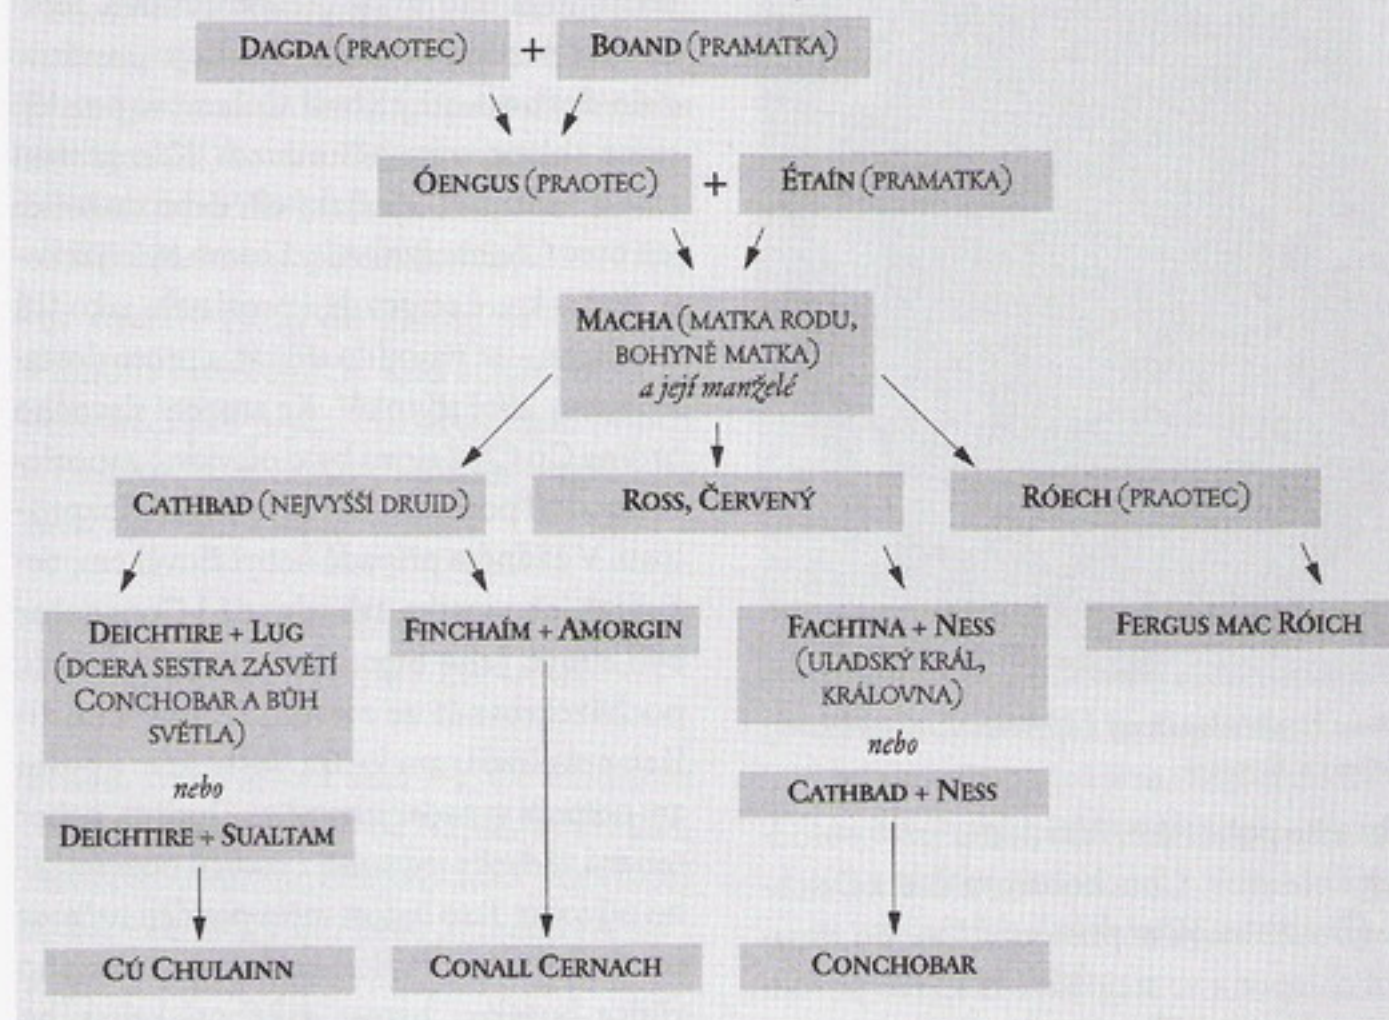 DAGDA (PRAOTEC) + BOAND (PRAMATKA)
ÓENGUS (PRAOTEC) + ÉTAÍN (PRAMATKA)
MACHA (MATKA RODU,
BOHYNĚ MATKA)
a její manželé
CATHBAD (NEJVYŠŠÍ DRUID)
ROSS, ČERVENÝ
RÓECH (PRAOTEC)
DEICHTIRE + LUG
(DCERA SESTRA ZÁSVĚTÍ
CONCHOBAR A BŮH
SVĚTLA)
nebo
DEICHTIRE + SUALTAM
FINCHAÍM + AMORGIN
FACHTNA + NESS
(ULADSKÝ KRÁL,
KRÁLOVNA)
nebo
CATHBAD + NESS
FERGUS MAC RÓICH
CÚ CHULAINN
CONALL CERNACH
CONCHOBAR